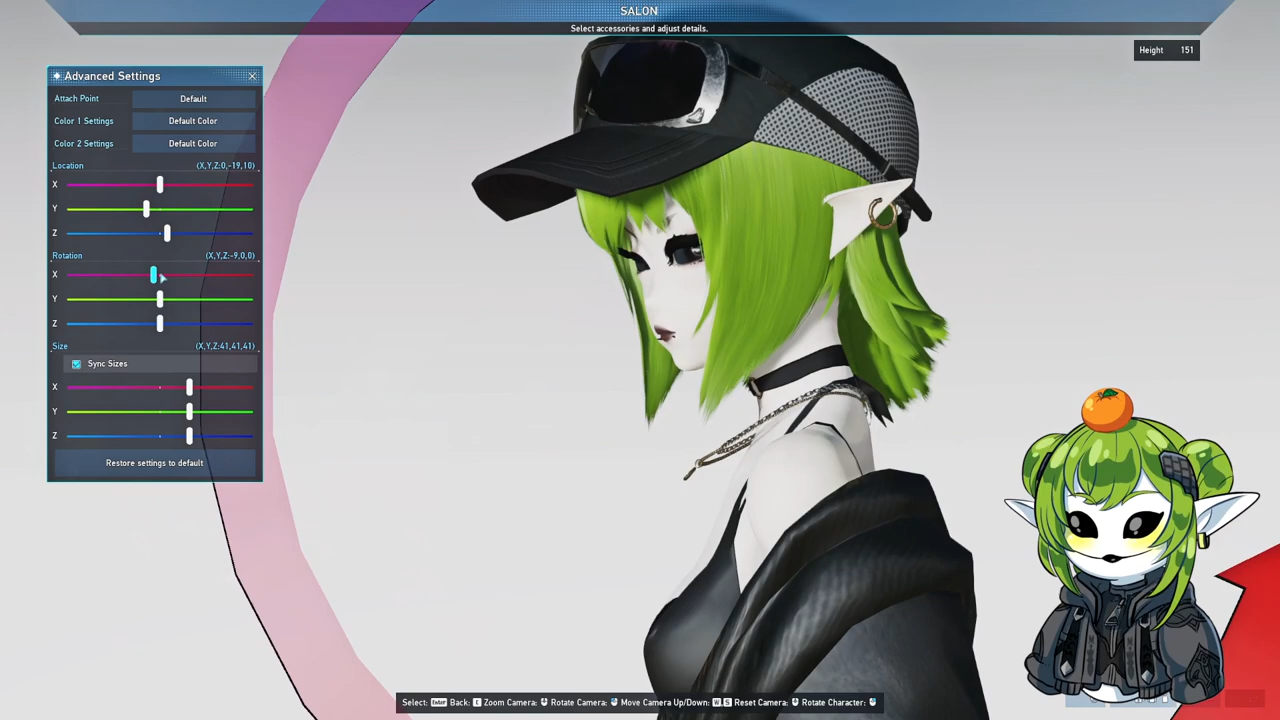 SALON
Select accessories and adjust details.
Height 151
Advanced Settings
Attach Point Default
Color 1 Settings Default Color
Color 2 Settings Default Color
Location (X,Y,Z:0,-19,10)
X
Y
Z
Rotation (X,Y,Z:-9,0,0)
X
Y
Z
Size (X,Y,Z:41,41,41)
Sync Sizes
X
Y
Z
Restore settings to default
Select: Enter Back: E Zoom Camera: Rotate Camera: Move Camera Up/Down: W,S Reset Camera: Rotate Character: